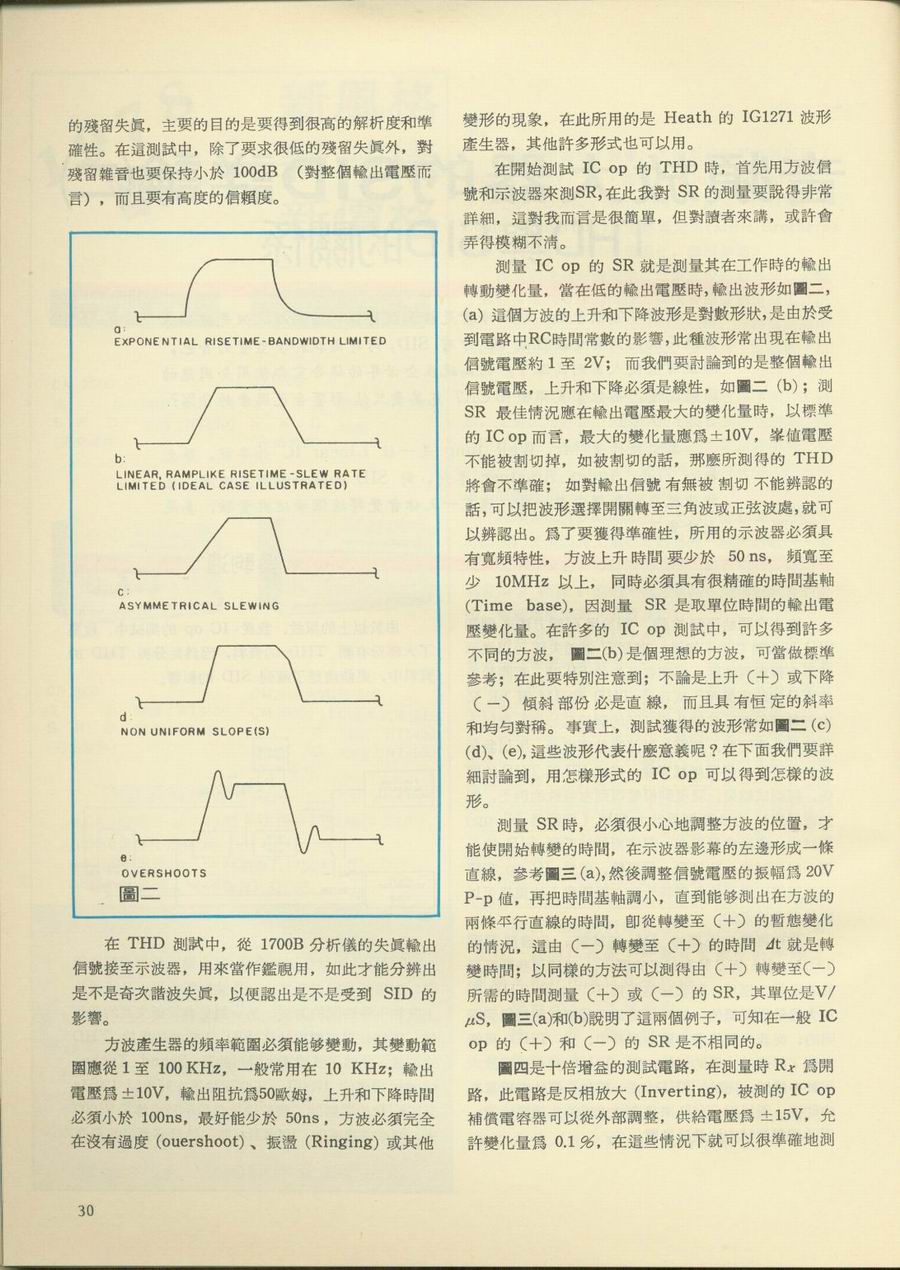 的殘留失眞，主要的目的是要得到很高的解析度和準
確性。在這測試中，除了要求很低的殘留失眞外，對
殘留雜音也要保持小於 100dB （對整個輸出電壓而
言），而且要有高度的信賴度。
a:
EXPONENTIAL RISETIME-BANDWIDTH LIMITED
b:
LINEAR, RAMPLIKE RISETIME-SLEW RATE
LIMITED (IDEAL CASE ILLUSTRATED)
c:
ASYMMETRICAL SLEWING
d:
NON UNIFORM SLOPE(S)
e:
OVERSHOOTS
圖二
在 THD 測試中，從 1700B 分析儀的失眞輸出
信號接至示波器，用來當作鑑視用，如此才能分辨出
是不是奇次諧波失眞，以便認出是不是受到 SID 的
影響。
方波產生器的頻率範圍必須能够變動，其變動範
圍應從 1 至 100 KHz，一般常用在 10 KHz；輸出
電壓爲 ±10V，輸出阻抗爲50歐姆，上升和下降時間
必須小於 100ns，最好能少於 50ns，方波必須完全
在沒有過度 (ouershoot) 、振盪 (Ringing) 或其他
變形的現象，在此所用的是 Heath 的 IG1271 波形
產生器，其他許多形式也可以用。
在開始測試 IC op 的 THD 時，首先用方波信
號和示波器來測SR,在此我對 SR 的測量要說得非常
詳細，這對我而言是很簡單，但對讀者來講，或許會
弄得模糊不淸。
測量 IC op 的 SR 就是測量其在工作時的輸出
轉動變化量，當在低的輸出電壓時,輸出波形如圖二,
(a) 這個方波的上升和下降波形是對數形狀,是由於受
到電路中RC時間常數的影響,此種波形常出現在輸出
信號電壓約 1 至 2V； 而我們要討論到的是整個輸出
信號電壓，上升和下降必須是線性，如圖二 (b)；測
SR 最佳情況應在輸出電壓最大的變化量時，以標準
的 IC op 而言，最大的變化量應爲±10V，峯値電壓
不能被割切掉，如被割切的話，那麽所測得的 THD
將會不準確； 如對輸出信號 有無被 割切 不能辨認的
話,可以把波形選擇開關轉至三角波或正弦波處,就可
以辨認出。爲了要獲得準確性，所用的示波器必須具
有寬頻特性， 方波上升 時間 要少於 50 ns， 頻寬至
少 10MHz 以上， 同時必須具有很精確的時間基軸
(Time base)，因測量 SR 是取單位時間的輸出電
壓變化量。在許多的 IC op 測試中，可以得到許多
不同的方波， 圖二(b) 是個理想的方波，可當做標準
參考；在此要特別注意到；不論是上升（+）或下降
（－） 傾斜 部份 必是直 線， 而且具 有恒 定的斜率
和均匀對稱。事實上，測試獲得的波形常如圖二 (c)
(d)、(e),這些波形代表什麽意義呢？在下面我們要詳
細討論到，用怎樣形式的 IC op 可以得到怎樣的波
形。
測量 SR時，必須很小心地調整方波的位置，才
能使開始轉變的時間，在示波器影幕的左邊形成一條
直線，參考圖三 (a),然後調整信號電壓的振幅爲 20V
P-p 値，再把時間基軸調小，直到能够測出在方波的
兩條平行直線的時間，卽從轉變至（+）的暫態變化
的情況，這由（－）轉變至（+）的時間 Δt 就是轉
變時間；以同樣的方法可以測得由（+）轉變至(－)
所需的時間測量（+）或（－）的 SR，其單位是V/
μS，圖三(a)和(b)說明了這兩個例子，可知在一般 IC
op 的（+）和（－）的 SR 是不相同的。
圖四是十倍增益的測試電路，在測量時 Rx 爲開
路，此電路是反相放大 (Inverting)，被測的 IC op
補償電容器可以從外部調整，供給電壓爲 ±15V，允
許變化量爲 0.1 %，在這些情況下就可以很準確地測
30